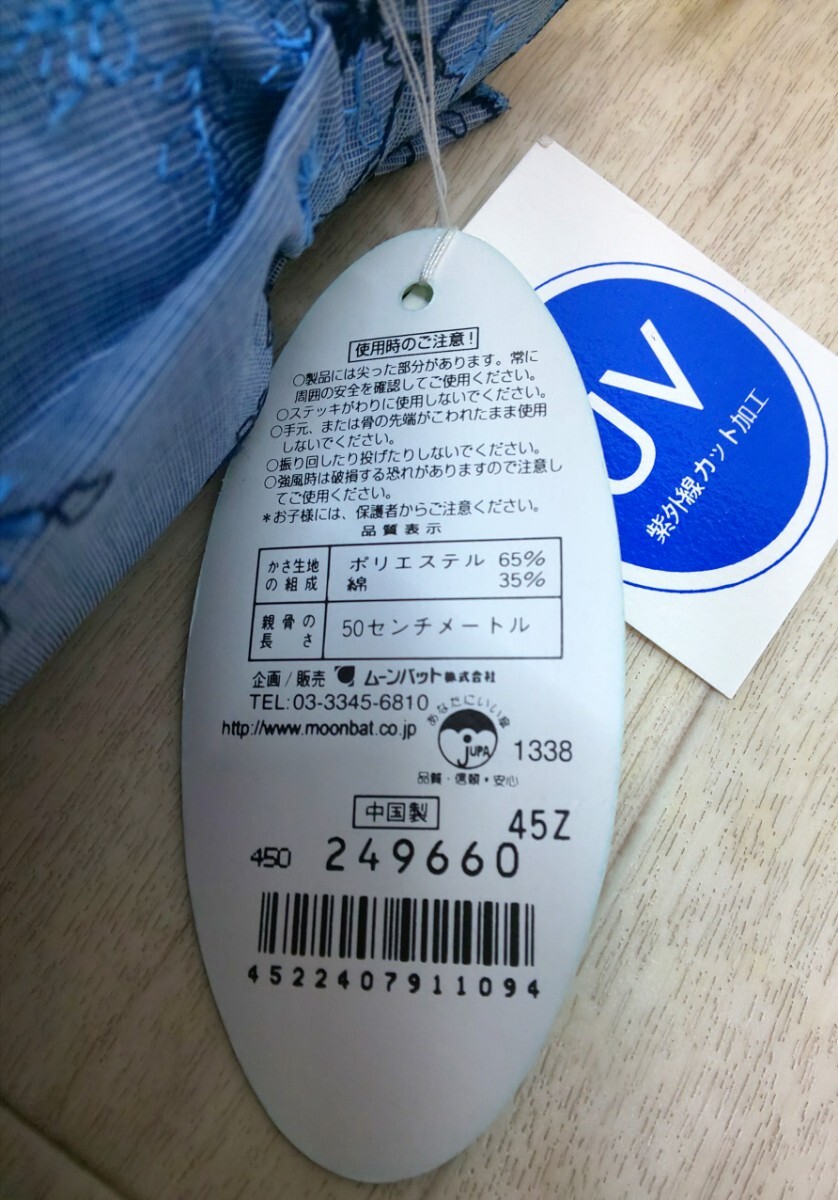 使用時のご注意!
○製品には尖った部分があります。常に
周囲の安全を確認してご使用ください。
○ステッキがわりに使用しないでください。
○手元、または骨の先端がこわれたまま使用
しないでください。
○振り回したり投げたりしないでください。
○強風時は破損する恐れがありますので注意し
てご使用ください。
*お子様には、保護者からご注意ください。
品質表示
かさ生地の組成 ポリエステル 65%
綿 35%
親骨の長さ 50センチメートル
企画/販売 ムーンバット株式会社
TEL:03-3345-6810
http://www.moonbat.co.jp
あなたにいい傘
JUPA
1338
品質・信頼・安心
中国製
45Z
450 249660
4522407911094
UV
紫外線カット加工